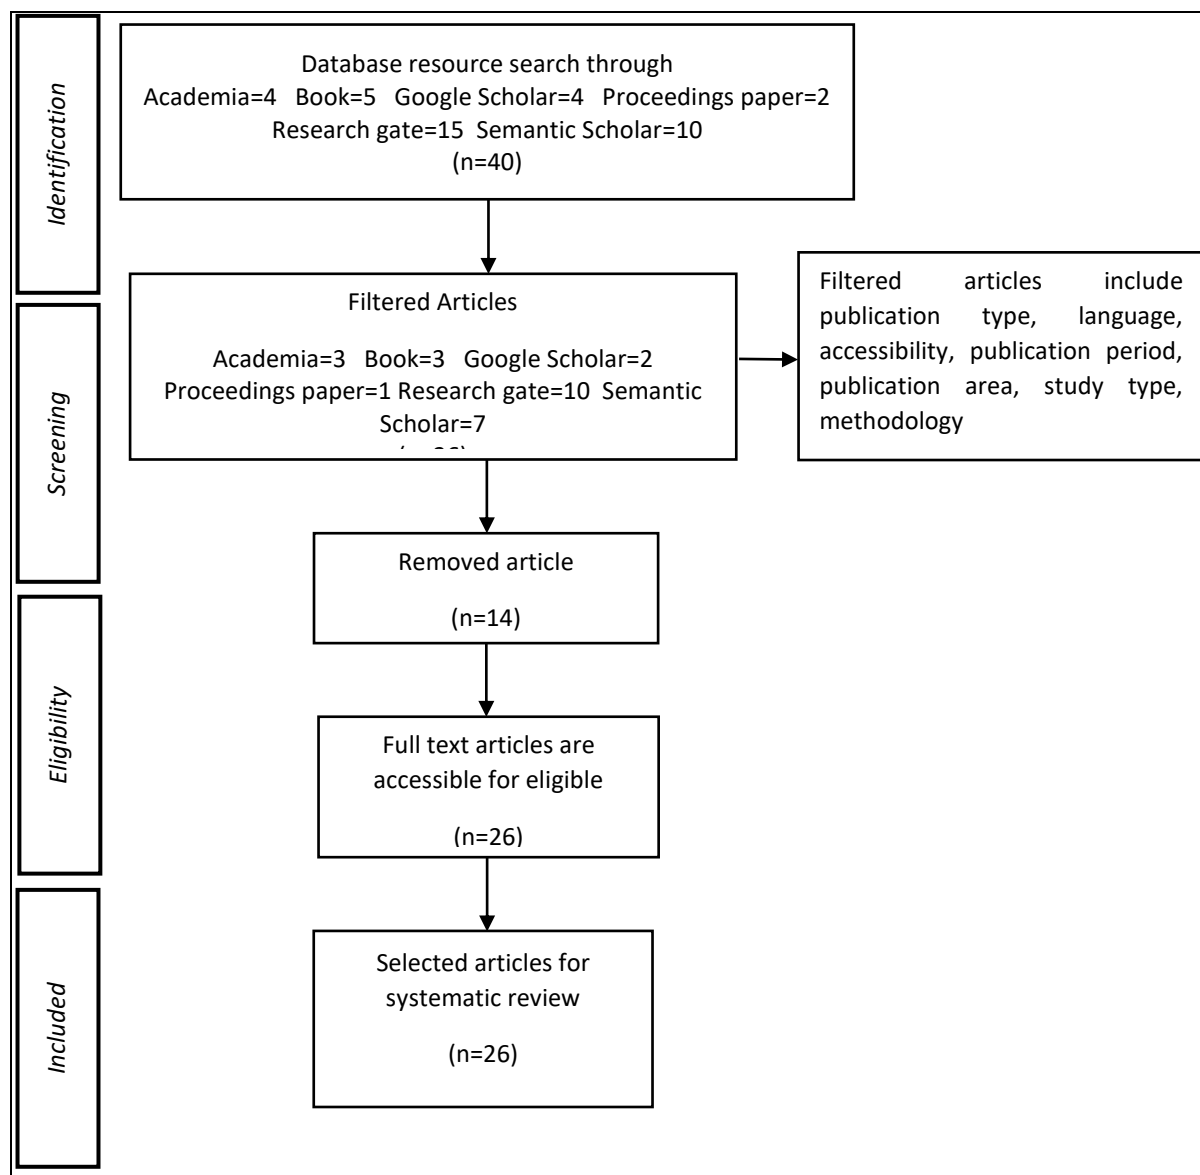 Identification
Database resource search through
Academia=4 Book=5 Google Scholar=4 Proceedings paper=2
Research gate=15 Semantic Scholar=10
(n=40)
Screening
Filtered Articles
Academia=3 Book=3 Google Scholar=2
Proceedings paper=1 Research gate=10 Semantic
Scholar=7
Filtered articles include
publication type, language,
accessibility, publication period,
publication area, study type,
methodology
Removed article
(n=14)
Eligibility
Full text articles are
accessible for eligible
(n=26)
Included
Selected articles for
systematic review
(n=26)